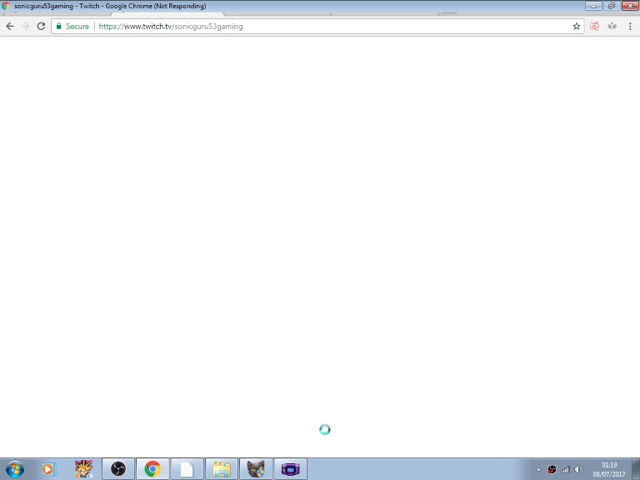 sonicguru53gaming - Twitch - Google Chrome (Not Responding)
Secure
https://www.twitch.tv/sonicguru53gaming
01:19
08/07/2017